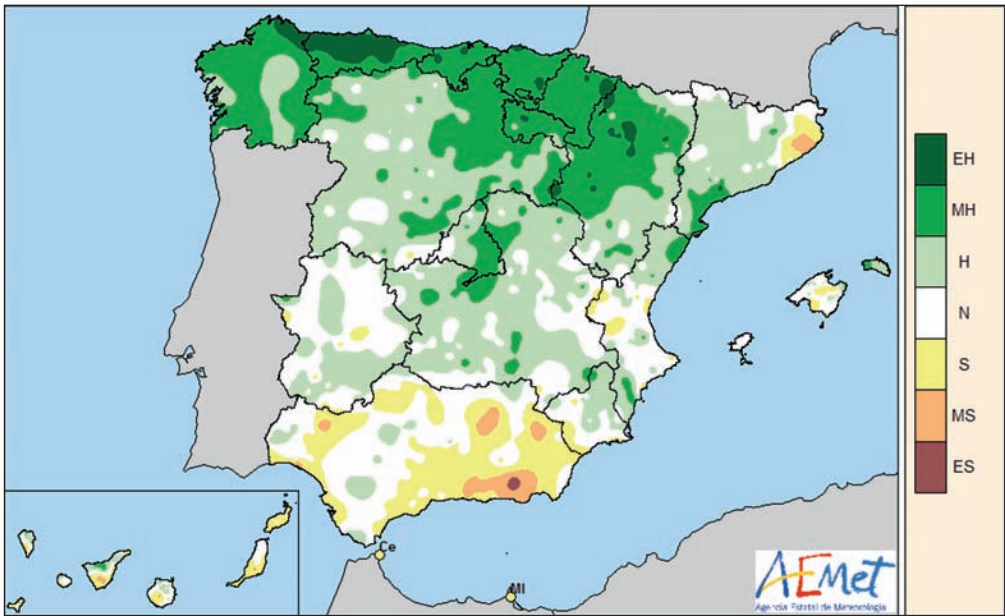 EH
MH
H
N
S
MS
ES
Ce
Ml
AEMet
Agencia Estatal de Meteorología